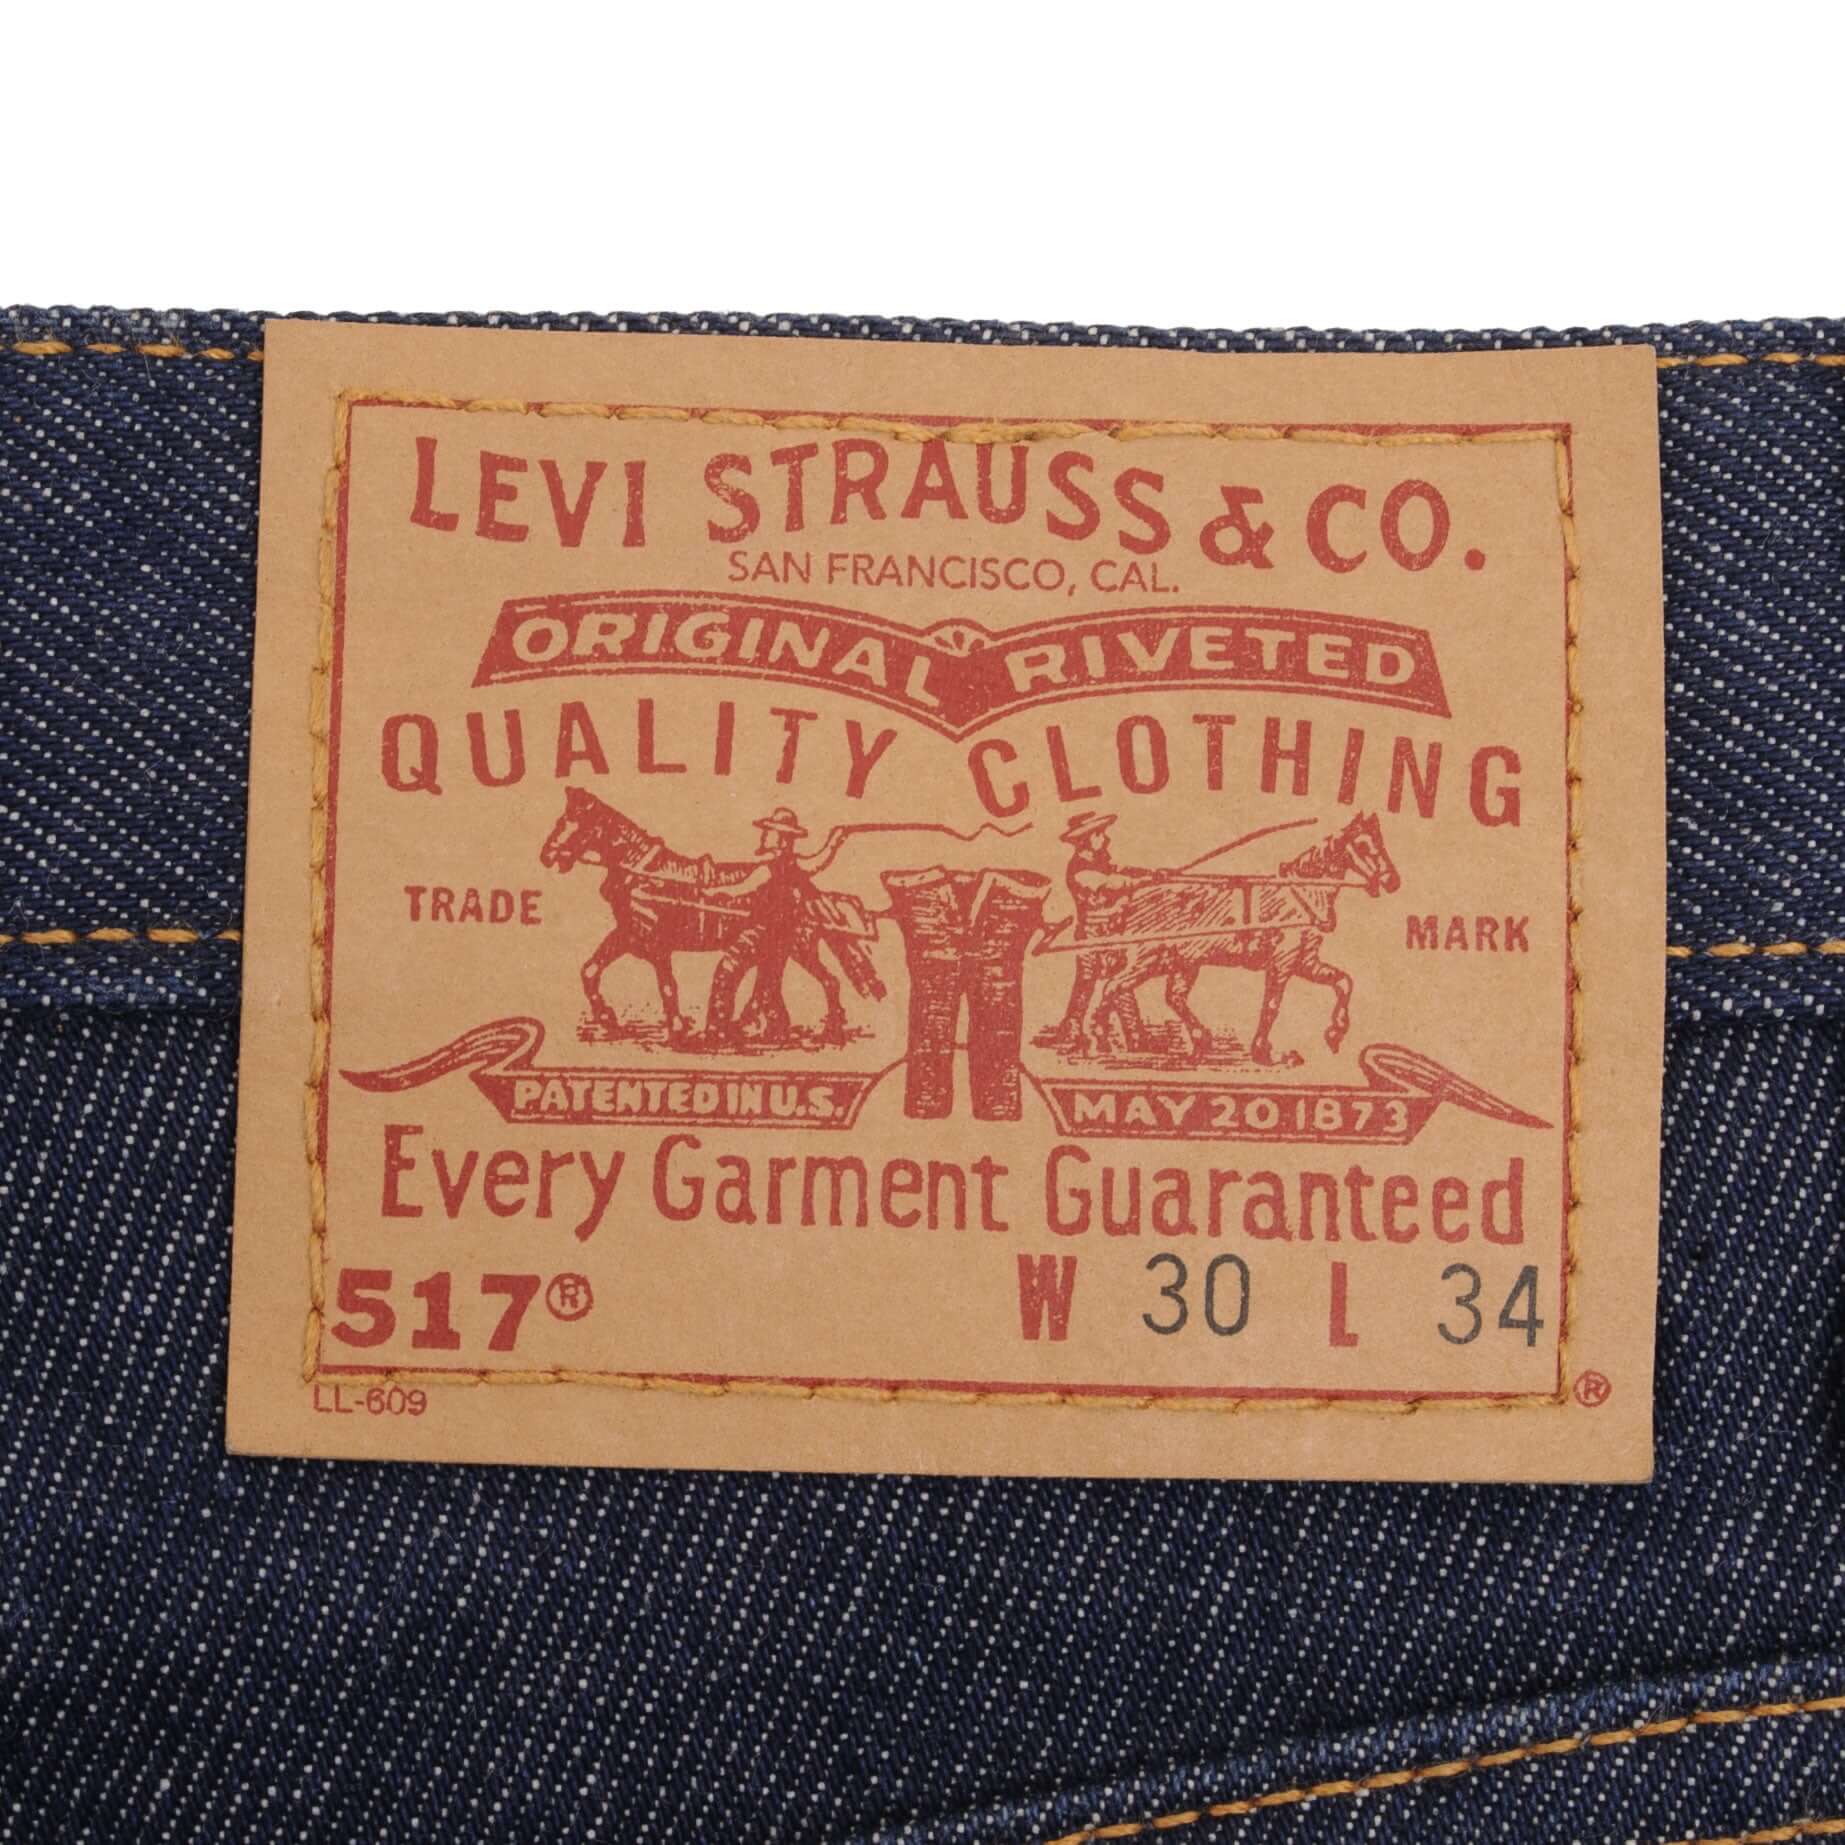 LEVI STRAUSS & CO.
SAN FRANCISCO, CAL.
ORIGINAL RIVETED
QUALITY CLOTHING
TRADE MARK
PATENTED IN U.S. MAY 20 1873
Every Garment Guaranteed
517® W 30 L 34
LL-609 ®